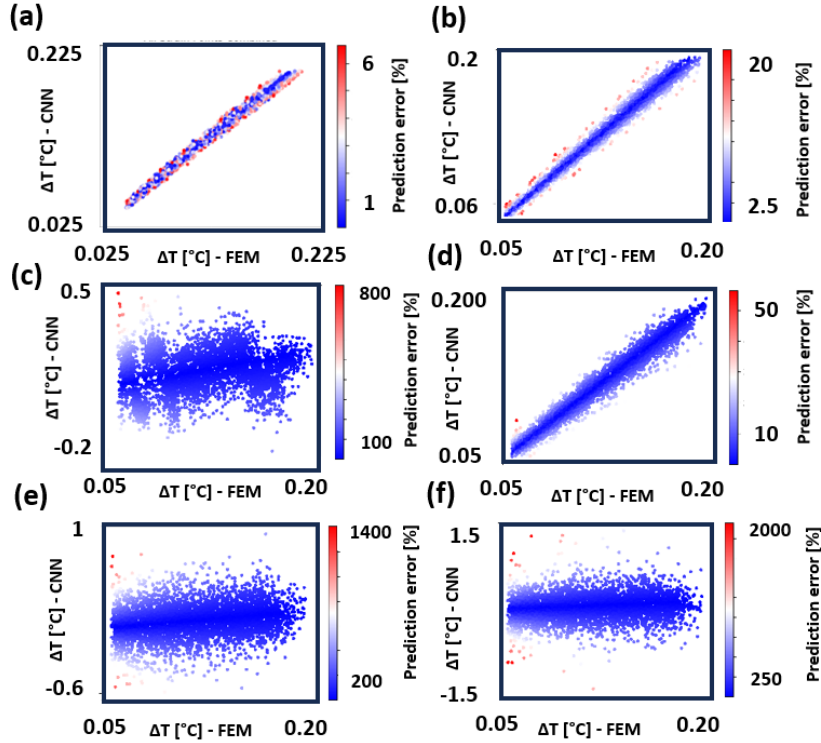 (a)
0.225
ΔT [°C] - CNN
0.025
0.025
ΔT [°C] - FEM
0.225
6
1
Prediction error [%]
(b)
0.2
ΔT [°C] - CNN
0.06
0.05
ΔT [°C] - FEM
0.20
20
2.5
Prediction error [%]
(c)
0.5
ΔT [°C] - CNN
-0.2
0.05
ΔT [°C] - FEM
0.20
800
100
Prediction error [%]
(d)
0.200
ΔT [°C] - CNN
0.05
0.05
ΔT [°C] - FEM
0.20
50
10
Prediction error [%]
(e)
1
ΔT [°C] - CNN
-0.6
0.05
ΔT [°C] - FEM
0.20
1400
200
Prediction error [%]
(f)
1.5
ΔT [°C] - CNN
-1.5
0.05
ΔT [°C] - FEM
0.20
2000
250
Prediction error [%]